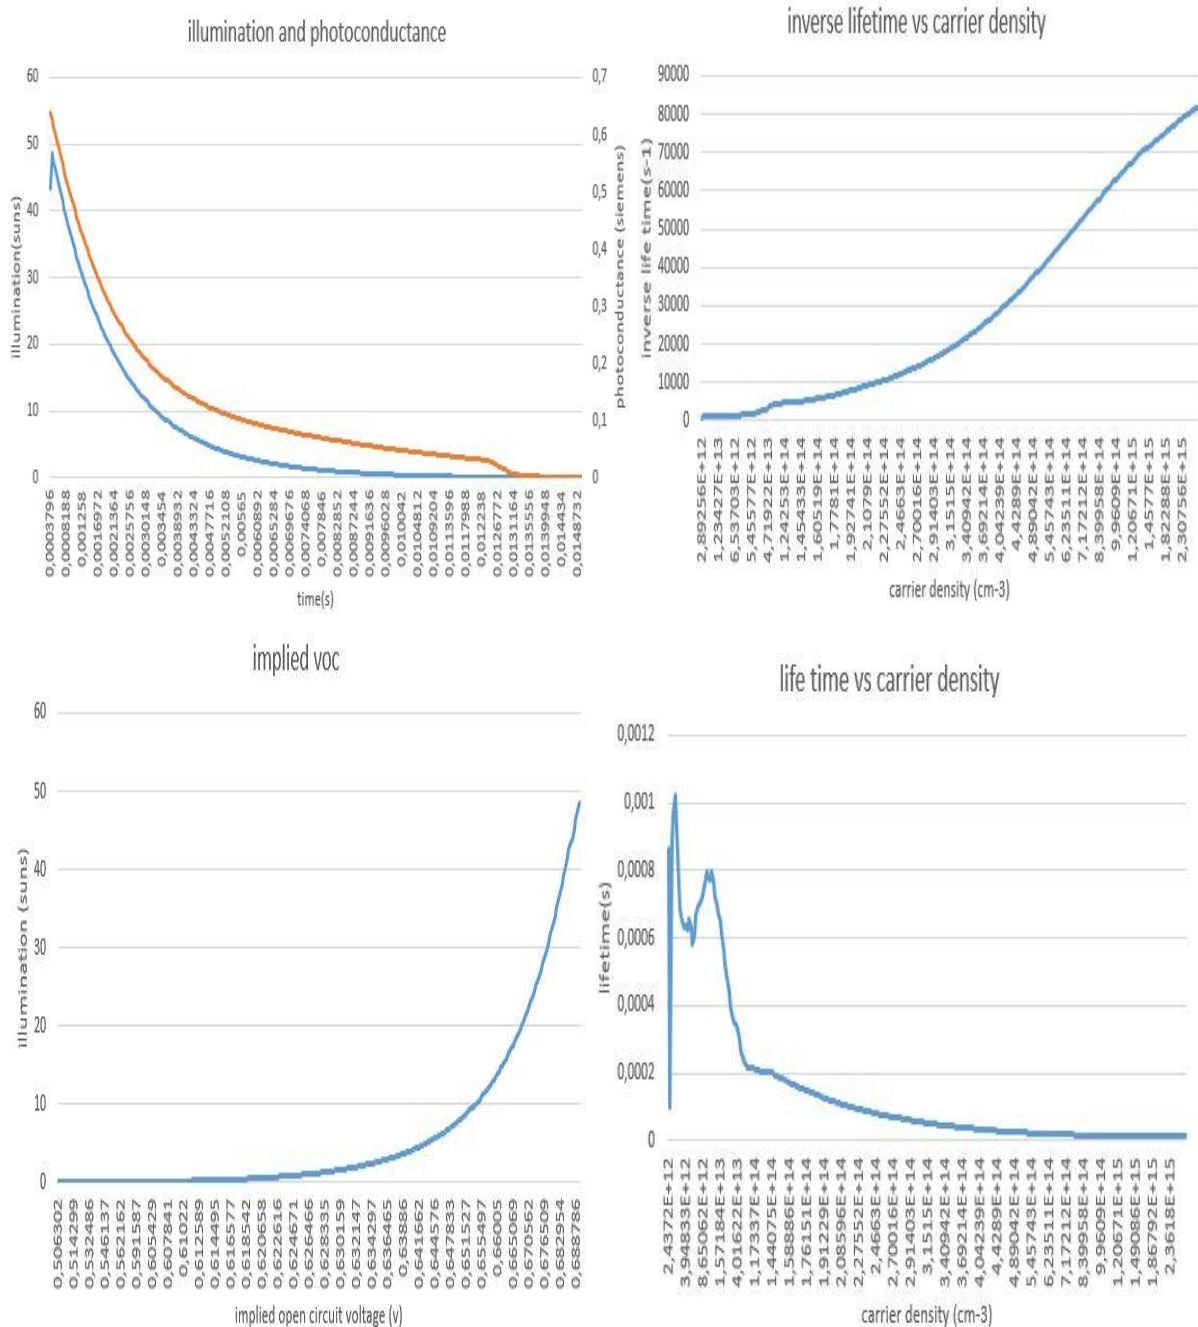 illumination and photoconductance
60
50
40
30
20
10
0
illumination(suns)
0,7
0,6
0,5
0,4
0,3
0,2
0,1
0
photoconductance (siemens)
0,0003796
0,0008188
0,001258
0,0016972
0,0021364
0,0025756
0,0030148
0,003454
0,0038932
0,0043324
0,0047716
0,0052108
0,00565
0,0060892
0,0065284
0,0069676
0,0074068
0,007846
0,0082852
0,0087244
0,0091636
0,0096028
0,010042
0,0104812
0,0109204
0,0113596
0,0117988
0,012238
0,0126772
0,0131164
0,0135556
0,0139948
0,014434
0,0148732
time(s)
inverse lifetime vs carrier density
90000
80000
70000
60000
50000
40000
30000
20000
10000
0
inverse life time(s-1)
2,889256E+12
1,23427E+13
6,53703E+12
5,45577E+12
4,71922E+13
1,24253E+14
1,45433E+14
1,60519E+14
1,7781E+14
1,92741E+14
2,1079E+14
2,27552E+14
2,4663E+14
2,70016E+14
2,91403E+14
3,1515E+14
3,40942E+14
3,69214E+14
4,04239E+14
4,4289E+14
4,89042E+14
5,45743E+14
6,23511E+14
7,17212E+14
8,39958E+14
9,9609E+14
1,20671E+15
1,4577E+15
1,82288E+15
2,30756E+15
carrier density (cm-3)
implied voc
60
50
40
30
20
10
0
illumination (suns)
0,506302
0,514299
0,532486
0,546137
0,562162
0,591587
0,605429
0,607841
0,61022
0,612589
0,614495
0,616577
0,618542
0,620658
0,622616
0,624671
0,626466
0,628335
0,630159
0,632147
0,634297
0,636465
0,63886
0,641662
0,644576
0,647833
0,651527
0,655497
0,66005
0,665069
0,670562
0,676509
0,682954
0,688786
implied open circuit voltage (v)
life time vs carrier density
0,0012
0,001
0,0008
0,0006
0,0004
0,0002
0
lifetime(s)
2,4372E+12
3,94833E+12
8,65062E+12
1,57184E+13
4,01622E+13
1,17337E+14
1,44075E+14
1,58886E+14
1,76151E+14
1,91229E+14
2,08596E+14
2,27552E+14
2,4663E+14
2,70016E+14
2,91403E+14
3,1515E+14
3,40942E+14
3,69214E+14
4,04239E+14
4,4289E+14
4,89042E+14
5,45743E+14
6,23511E+14
7,17212E+14
8,39958E+14
9,9609E+14
1,20671E+15
1,49086E+15
1,86792E+15
2,3618E+15
carrier density (cm-3)